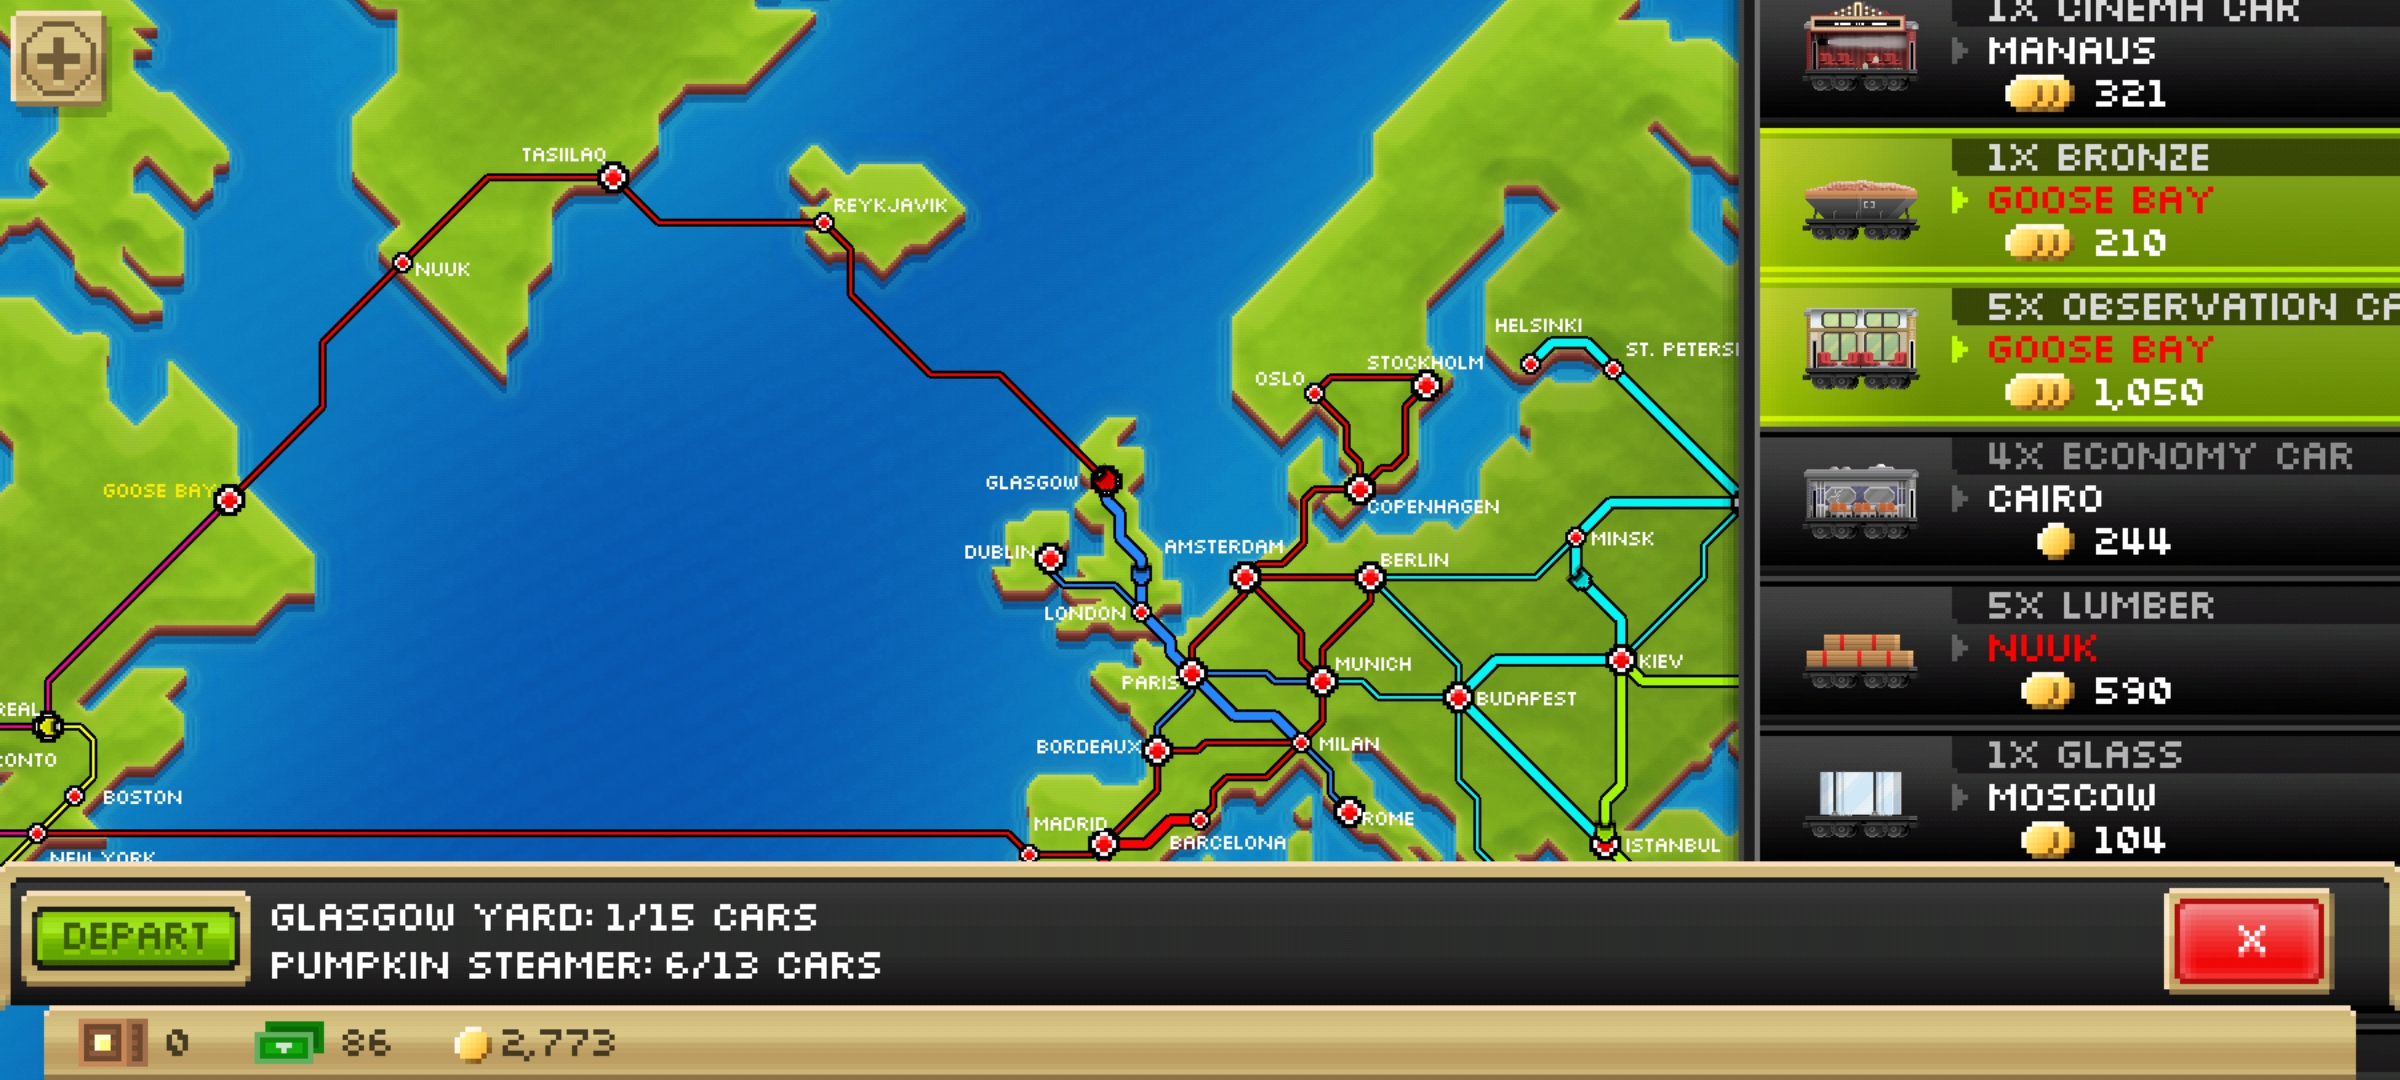 TASIILAQ
REYKJAVIK
NUUK
HELSINKI
STOCKHOLM
OSLO
GLASGOW
GOOSE BAY
COPENHAGEN
MINSK
AMSTERDAM
DUBLIN
BERLIN
LONDON
KIEV
MUNICH
PARIS
BUDAPEST
BORDEAUX
MILAN
BOSTON
ROME
MADRID
BARCELONA
ISTANBUL
NEW YORK
ST. PETERS
REAL
ONTO
1X CINEMA CAR
MANAUS
321
1X BRONZE
GOOSE BAY
210
5X OBSERVATION CA
GOOSE BAY
1,050
4X ECONOMY CAR
CAIRO
244
5X LUMBER
NUUK
590
1X GLASS
MOSCOW
104
DEPART
GLASGOW YARD: 1/15 CARS
PUMPKIN STEAMER: 6/13 CARS
X
0
86
2,773